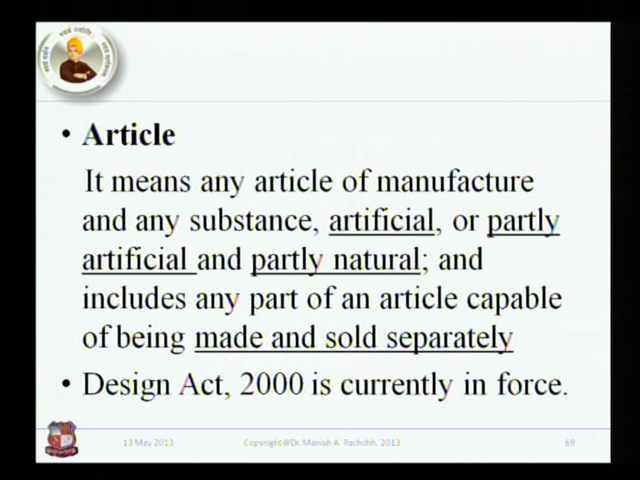 • Article
It means any article of manufacture
and any substance, artificial, or partly
artificial and partly natural; and
includes any part of an article capable
of being made and sold separately
• Design Act, 2000 is currently in force.
13 May 2013
Copyright@Dr. Manish A. Rachchh, 2013
69